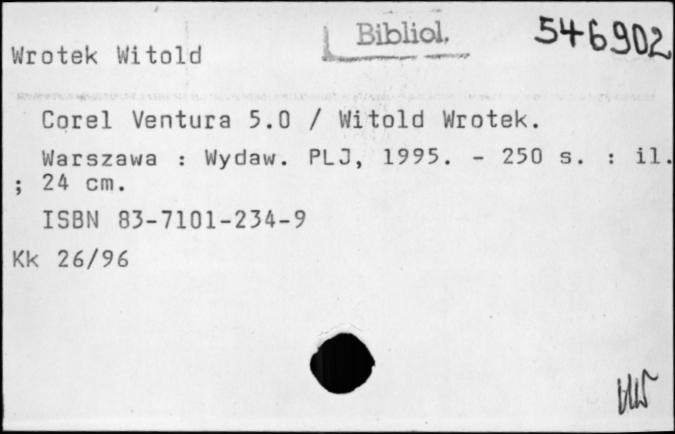 Bibliol.
546902
Wrotek Witold
Corel Ventura 5.0 / Witold Wrotek.
Warszawa : Wydaw. PLJ, 1995. - 250 s. : il.
; 24 cm.
ISBN 83-7101-234-9
Kk 26/96